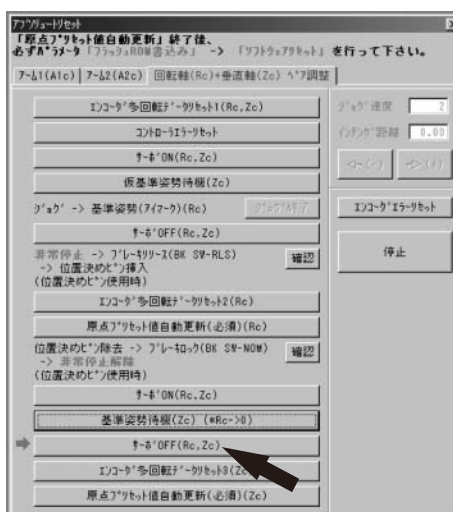 アブソリュートリセット
「原点プリセット値自動更新」終了後、
必ずパラメータ「フラッシュROM書込み」 -> 「ソフトウェアリセット」 を行って下さい。
アーム1(A1c) アーム2(A2c) 回転軸(Rc)+垂直軸(Zc) ペア調整
エンコーダ多回転データリセット1(Rc,Zc)
コントローラエラーリセット
サーボON(Rc,Zc)
仮基準姿勢待機(Zc)
ジョグ -> 基準姿勢(アイマーク)(Rc) ジョグ終了
サーボOFF(Rc,Zc)
非常停止 -> ブレーキリリース(BK SW-RLS)
-> 位置決めピン挿入
(位置決めピン使用時)
確認
エンコーダ多回転データリセット2(Rc)
原点プリセット値自動更新(必須)(Rc)
位置決めピン除去 -> ブレーキロック(BK SW-NOM)
-> 非常停止解除
(位置決めピン使用時)
確認
サーボON(Rc,Zc)
基準姿勢待機(Zc) (*Rc->0)
サーボOFF(Rc,Zc)
エンコーダ多回転データリセット3(Zc)
原点プリセット値自動更新(必須)(Zc)
ジョグ速度 2
インチング距離 0.00
<-(-) ->(+)
エンコーダエラーリセット
停止